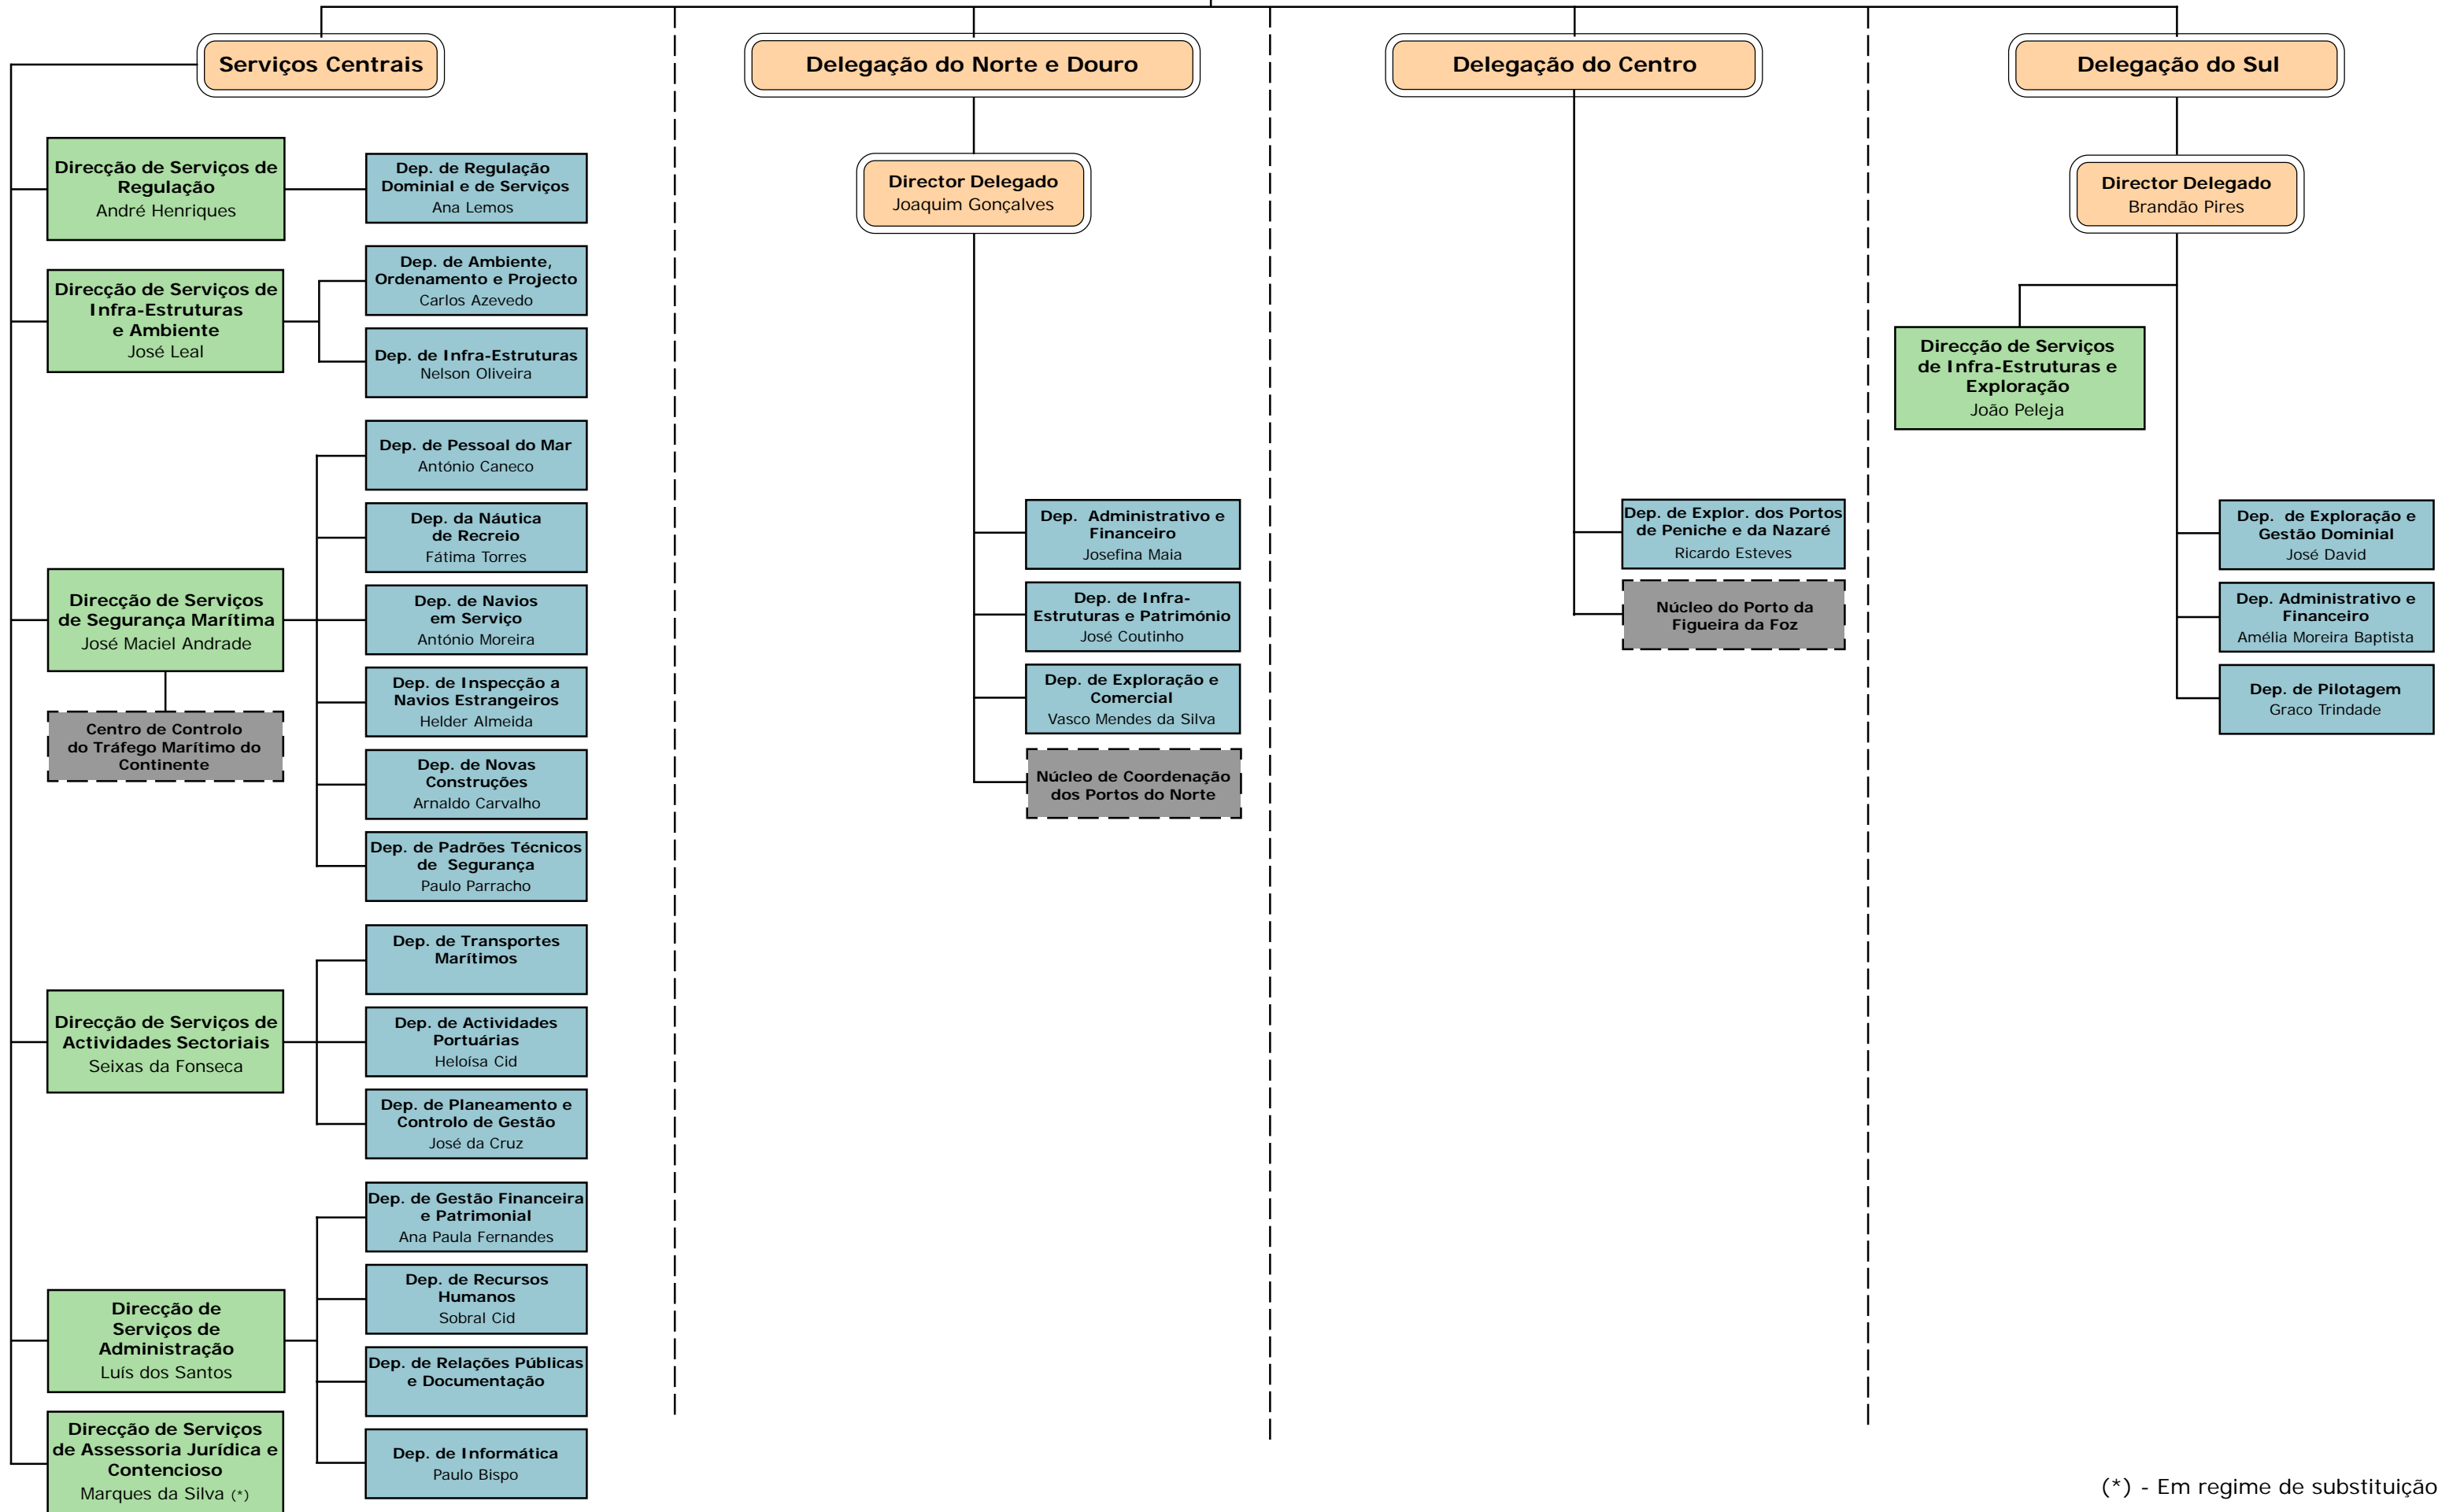 Serviços Centrais
Direcção de Serviços de
Regulação
André Henriques
Dep. de Regulação
Dominial e de Serviços
Ana Lemos
Direcção de Serviços de
Infra-Estruturas
e Ambiente
José Leal
Dep. de Ambiente,
Ordenamento e Projecto
Carlos Azevedo
Dep. de Infra-Estruturas
Nelson Oliveira
Direcção de Serviços
de Segurança Marítima
José Maciel Andrade
Centro de Controlo
do Tráfego Marítimo do
Continente
Dep. de Pessoal do Mar
António Caneco
Dep. da Náutica
de Recreio
Fátima Torres
Dep. de Navios
em Serviço
António Moreira
Dep. de Inspecção a
Navios Estrangeiros
Helder Almeida
Dep. de Novas
Construções
Arnaldo Carvalho
Dep. de Padrões Técnicos
de Segurança
Paulo Parracho
Direcção de Serviços de
Actividades Sectoriais
Seixas da Fonseca
Dep. de Transportes
Marítimos
Dep. de Actividades
Portuárias
Heloísa Cid
Dep. de Planeamento e
Controlo de Gestão
José da Cruz
Direcção de
Serviços de
Administração
Luís dos Santos
Dep. de Gestão Financeira
e Patrimonial
Ana Paula Fernandes
Dep. de Recursos
Humanos
Sobral Cid
Dep. de Relações Públicas
e Documentação
Dep. de Informática
Paulo Bispo
Direcção de Serviços
de Assessoria Jurídica e
Contencioso
Marques da Silva (*)
Delegação do Norte e Douro
Director Delegado
Joaquim Gonçalves
Dep. Administrativo e
Financeiro
Josefina Maia
Dep. de Infra-
Estruturas e Património
José Coutinho
Dep. de Exploração e
Comercial
Vasco Mendes da Silva
Núcleo de Coordenação
dos Portos do Norte
Delegação do Centro
Dep. de Explor. dos Portos
de Peniche e da Nazaré
Ricardo Esteves
Núcleo do Porto da
Figueira da Foz
Delegação do Sul
Director Delegado
Brandão Pires
Direcção de Serviços
de Infra-Estruturas e
Exploração
João Peleja
Dep. de Exploração e
Gestão Dominial
José David
Dep. Administrativo e
Financeiro
Amélia Moreira Baptista
Dep. de Pilotagem
Graco Trindade
(*) - Em regime de substituição